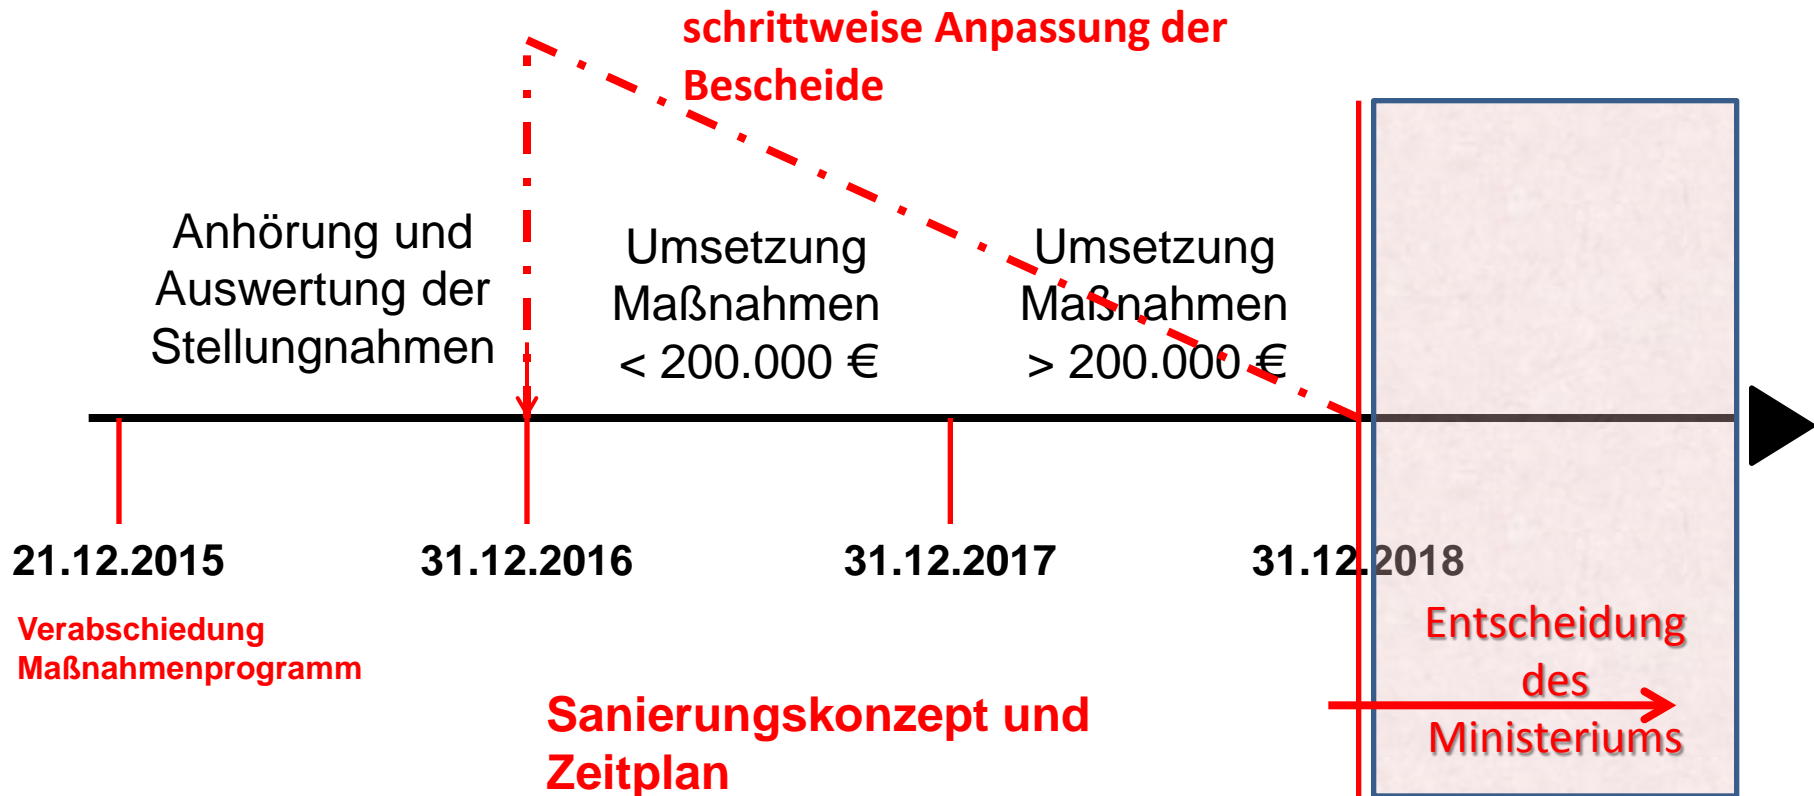 schrittweise Anpassung der
Bescheide
Anhörung und
Auswertung der
Stellungnahmen
Umsetzung
Maßnahmen
< 200.000 €
Umsetzung
Maßnahmen
> 200.000 €
21.12.2015
31.12.2016
31.12.2017
31.12.2018
Verabschiedung
Maßnahmenprogramm
Sanierungskonzept und
Zeitplan
Entscheidung
des
Ministeriums